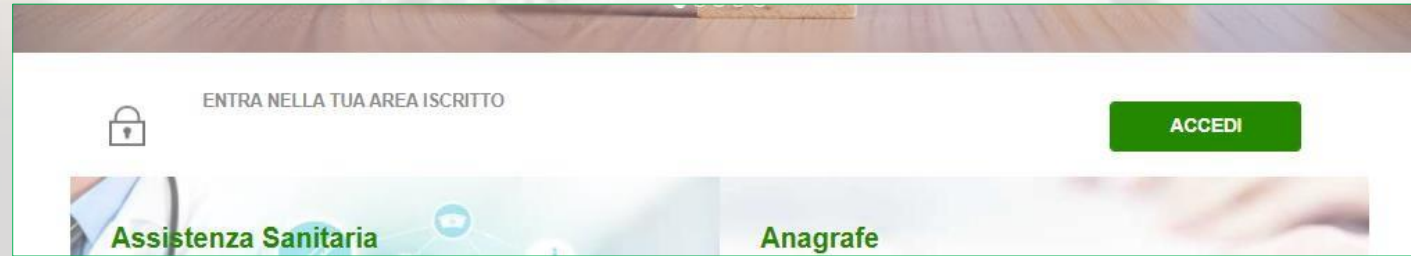 ENTRA NELLA TUA AREA ISCRITTO
ACCEDI
Assistenza Sanitaria
Anagrafe